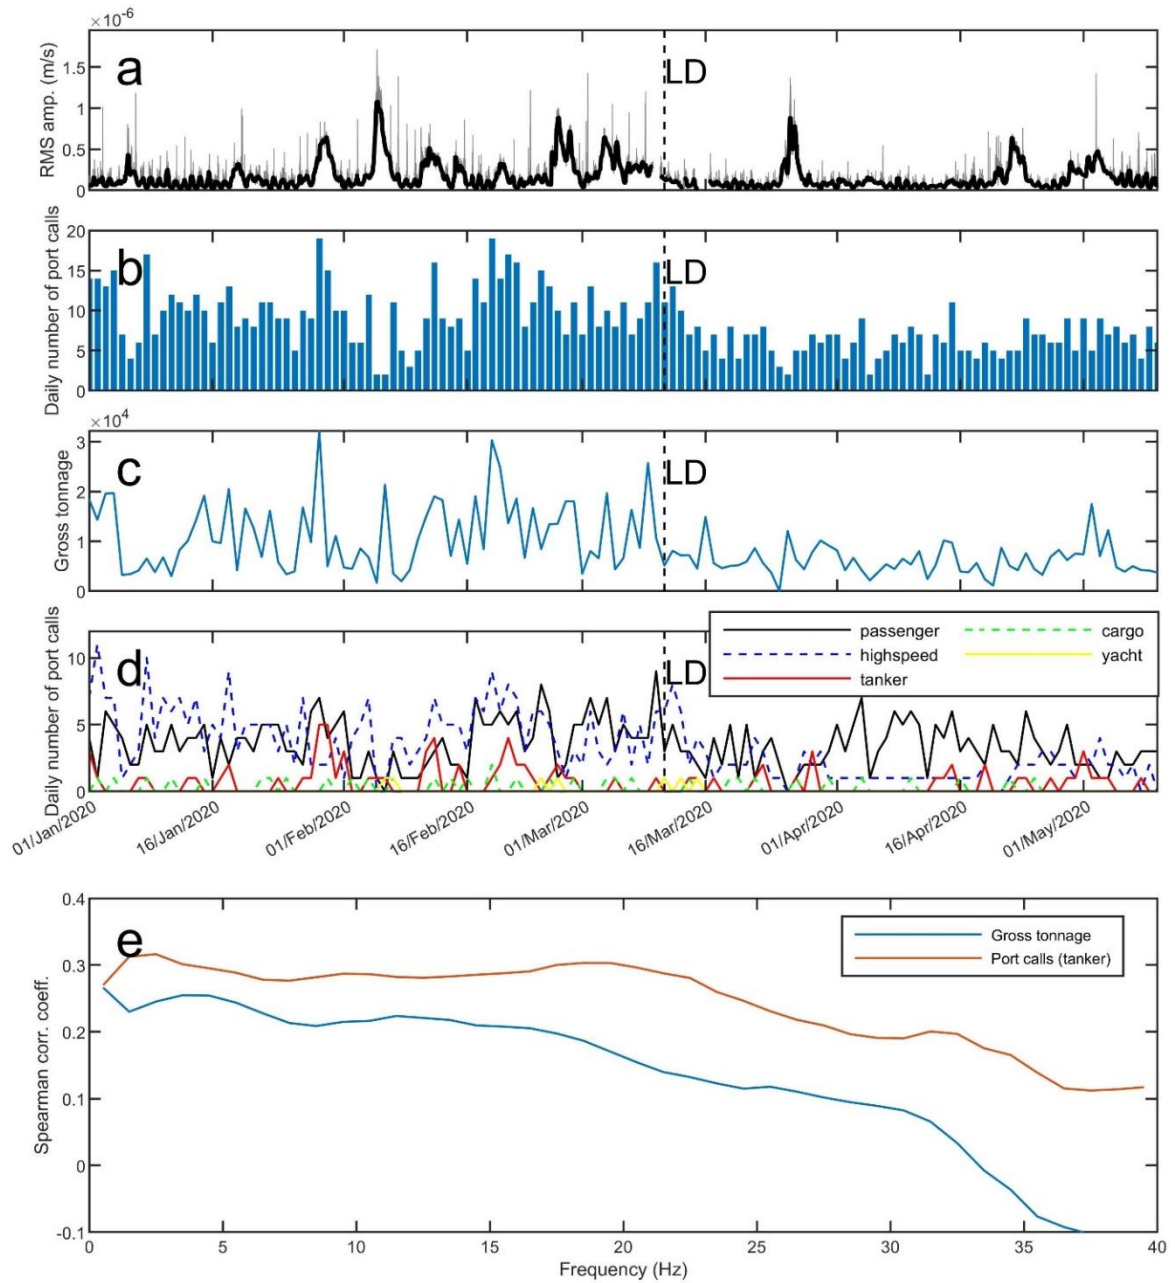 ×10⁻⁶
RMS amp. (m/s)
1.5
1
0.5
0
a
LD
Daily number of port calls
20
15
10
5
0
b
LD
×10⁴
Gross tonnage
3
2
1
0
c
LD
Daily number of port calls
10
5
0
d
LD
passenger
highspeed
tanker
cargo
yacht
01/Jan/2020
16/Jan/2020
01/Feb/2020
16/Feb/2020
01/Mar/2020
16/Mar/2020
01/Apr/2020
16/Apr/2020
01/May/2020
Spearman corr. coeff.
0.4
0.3
0.2
0.1
0
-0.1
e
Gross tonnage
Port calls (tanker)
0 5 10 15 20 25 30 35 40
Frequency (Hz)